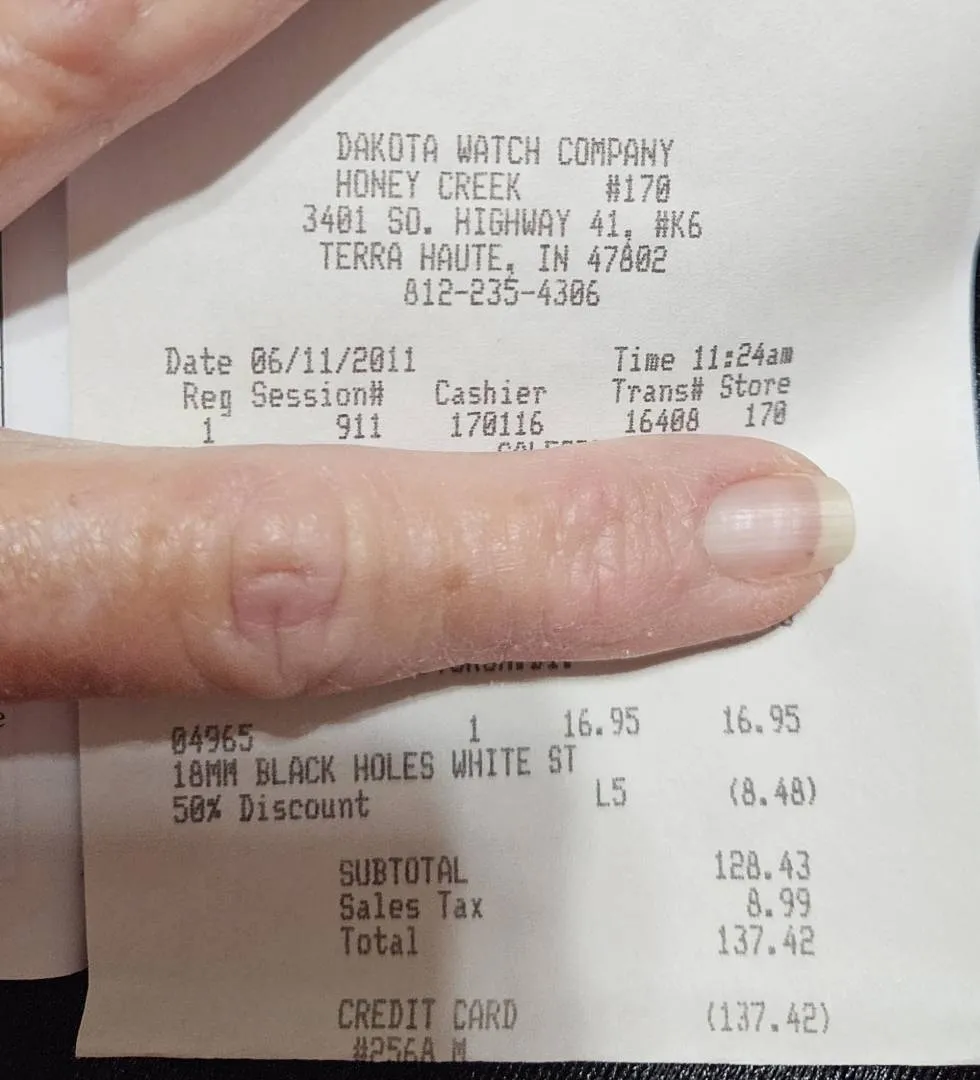 DAKOTA WATCH COMPANY
HONEY CREEK #170
3401 SO. HIGHWAY 41, #K6
TERRA HAUTE, IN 47802
812-235-4306
Date 06/11/2011 Time 11:24am
Reg Session# Cashier Trans# Store
1 911 170116 16408 170
04965 1 16.95 16.95
18MM BLACK HOLES WHITE ST
50% Discount L5 (8.48)
SUBTOTAL 128.43
Sales Tax 8.99
Total 137.42
CREDIT CARD (137.42)